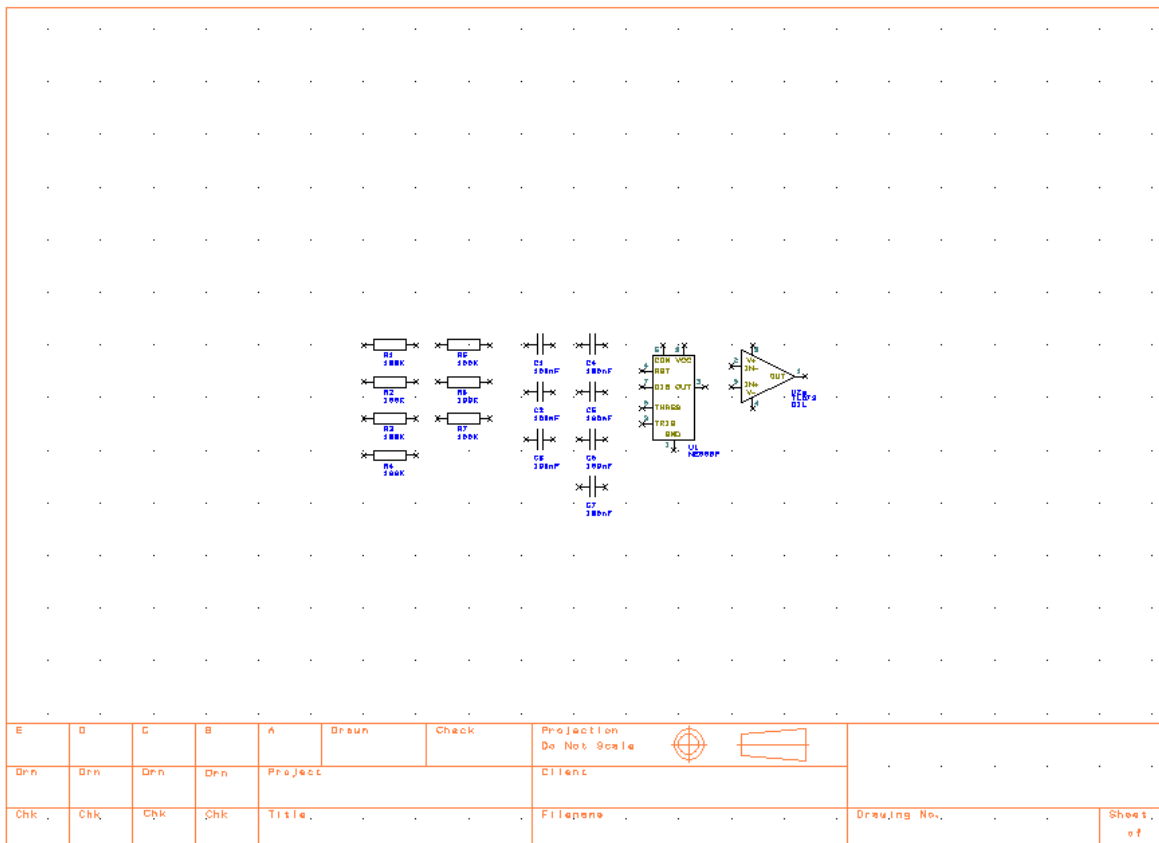 R1
100K
R2
100K
R3
100K
R4
100K
R5
100K
R6
100K
R7
100K
C1
100nF
C2
100nF
C3
100nF
C4
100nF
C5
100nF
C6
100nF
C7
100nF
CON VCC
RST
DIS OUT
THRES
TRIG
GND
U1
V+
IN-
OUT
IN+
V-
DIL
E D C B A Drawn Check Projection
Do Not Scale
Drn Drn Drn Drn Project Client
Chk Chk Chk Chk Title Filename Drawing No. Sheet
of